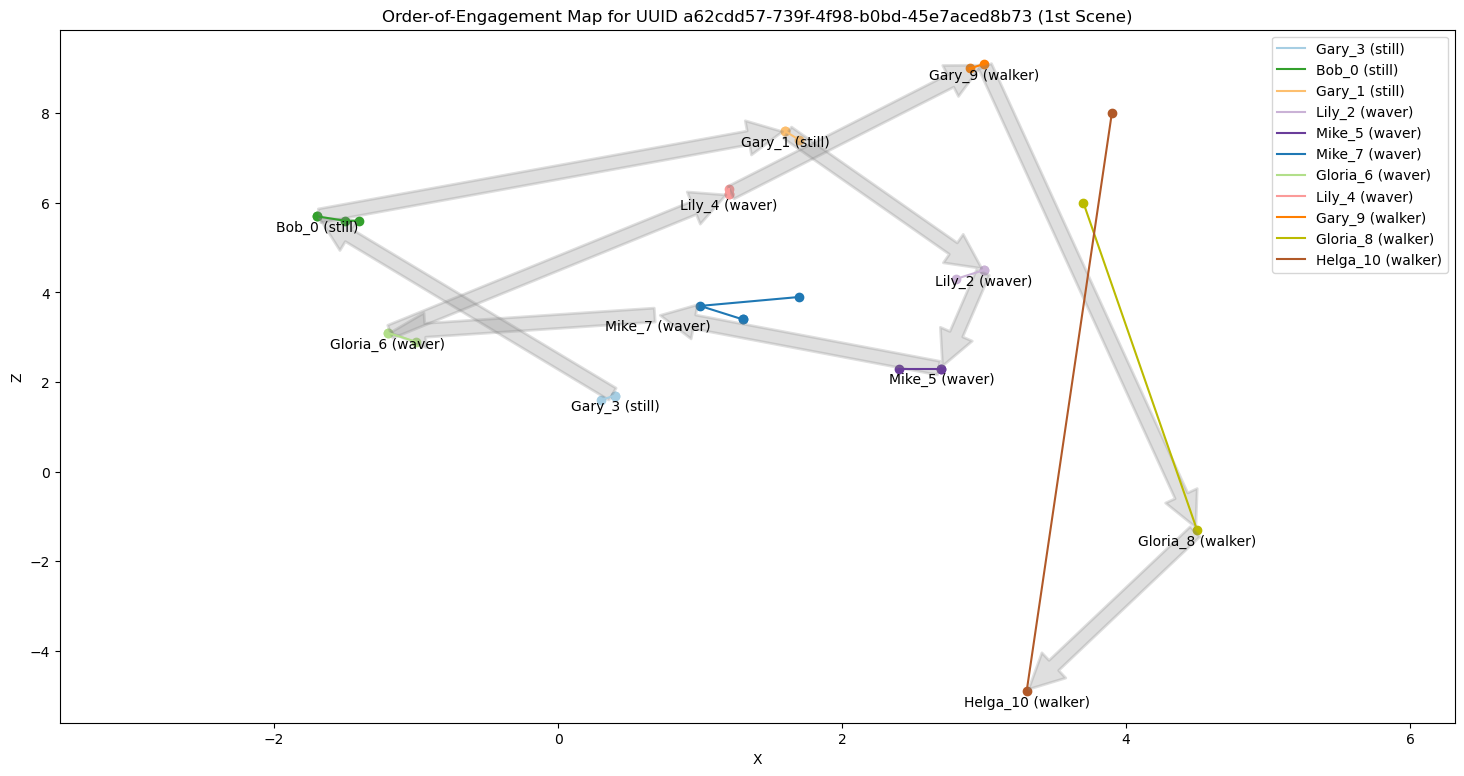 Order-of-Engagement Map for UUID a62cdd57-739f-4f98-b0bd-45e7aced8b73 (1st Scene)
Gary_3 (still)
Bob_0 (still)
Gary_1 (still)
Lily_2 (waver)
Mike_5 (waver)
Mike_7 (waver)
Gloria_6 (waver)
Lily_4 (waver)
Gary_9 (walker)
Gloria_8 (walker)
Helga_10 (walker)
Gary_9 (walker)
Gary_1 (still)
Lily_4 (waver)
Bob_0 (still)
Lily_2 (waver)
Mike_7 (waver)
Gloria_6 (waver)
Mike_5 (waver)
Gary_3 (still)
Gloria_8 (walker)
Helga_10 (walker)
8
6
4
2
0
−2
−4
Z
−2
0
2
4
6
X